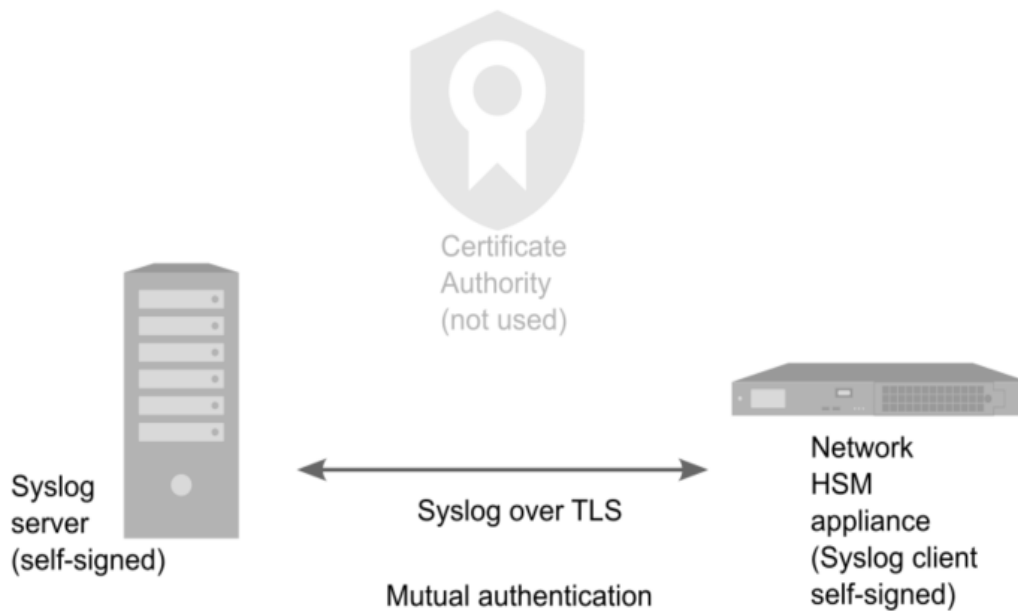 Certificate
Authority
(not used)
Syslog
server
(self-signed)
Syslog over TLS
Mutual authentication
Network
HSM
appliance
(Syslog client
self-signed)